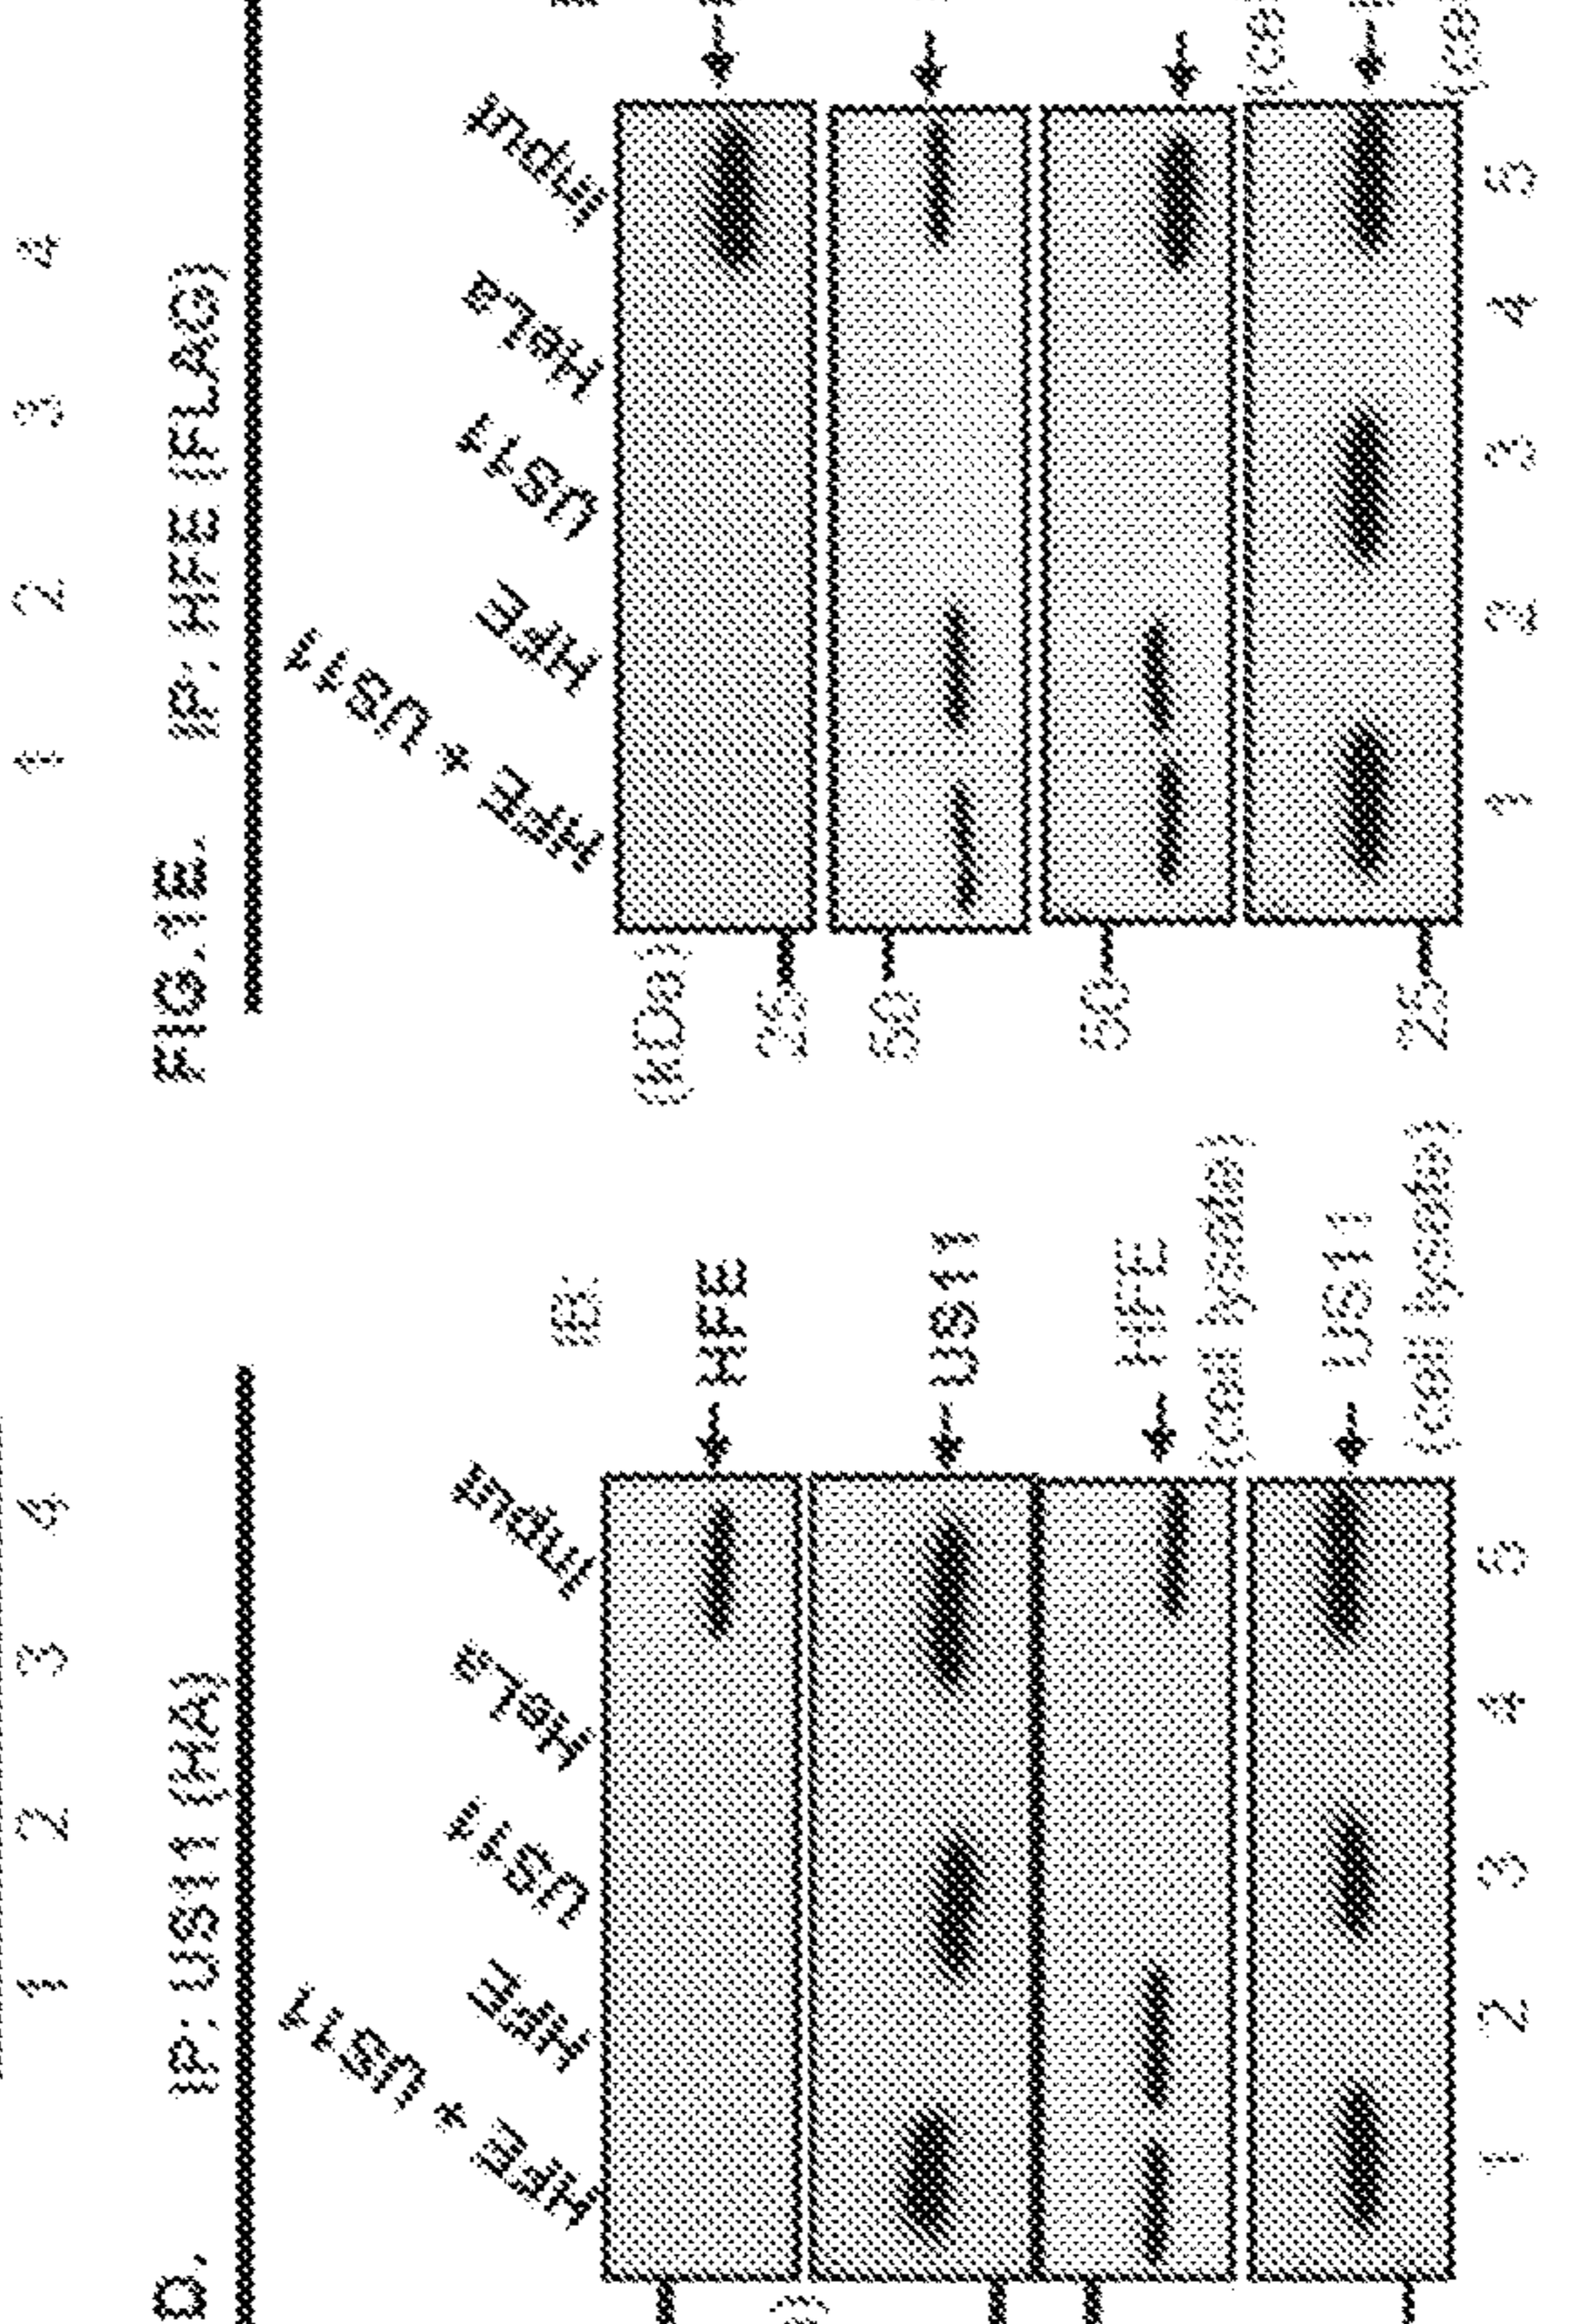 1 2 3 4
1 2 3 4
D. IP: US11 (HA)
HFE + US11
HFE
US11
HeLa
input
IB:
HFE
US11
HFE
(cell lysate)
US11
(cell lysate)
1 2 3 4 5
FIG. 1E. IP: HFE (FLAG)
HFE + US11
HFE
US11
HeLa
input
(kDa)
25
50
50
25
1 2 3 4 5